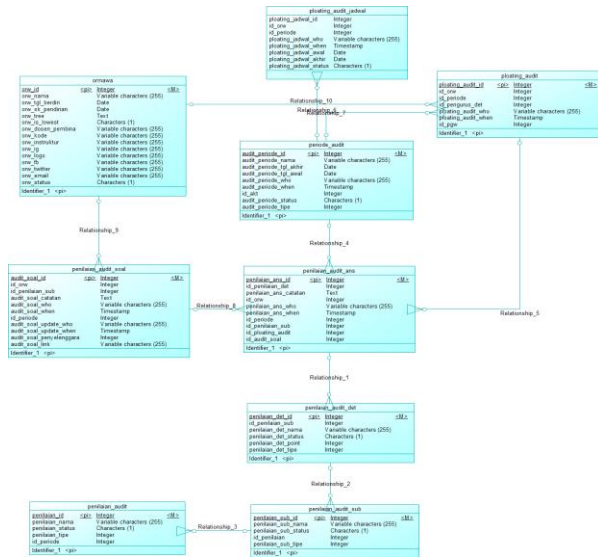 ploating_audit_jadwal
ploating_jadwal_id Integer
id_orw Integer
id_periode Integer
ploating_jadwal_who Variable characters (255)
ploating_jadwal_when Timestamp
ploating_jadwal_awal Date
ploating_jadwal_akhir Date
ploating_jadwal_status Characters (1)
ormawa
orw_id <pi> Integer <M>
orw_nama Variable characters (255)
orw_tgl_berdiri Date
orw_sk_pendirian Date
orw_tree Text
orw_is_lowest Characters (1)
orw_dosen_pembina Variable characters (255)
orw_kode Variable characters (255)
orw_instruktur Variable characters (255)
orw_ig Variable characters (255)
orw_logo Variable characters (255)
orw_fb Variable characters (255)
orw_twitter Variable characters (255)
orw_email Variable characters (255)
orw_status Characters (1)
Identifier_1 <pi>
ploating_audit
ploating_audit_id <pi> Integer <M>
id_orw Integer
id_periode Integer
id_pengurus_det Integer
ploating_audit_who Variable characters (255)
ploating_audit_when Timestamp
id_pgw Integer
Identifier_1 <pi>
Relationship_10
Relationship_7
periode_audit
audit_periode_id <pi> Integer <M>
audit_periode_nama Variable characters (255)
audit_periode_tgl_akhir Date
audit_periode_tgl_awal Date
audit_periode_who Variable characters (255)
audit_periode_when Timestamp
id_akt Integer
audit_periode_status Characters (1)
audit_periode_tipe Integer
Identifier_1 <pi>
Relationship_9
Relationship_4
penilaian_audit_soal
audit_soal_id <pi> Integer <M>
id_orw Integer
id_penilaian_sub Integer
audit_soal_catatan Text
audit_soal_who Variable characters (255)
audit_soal_when Timestamp
id_periode Integer
audit_soal_update_who Variable characters (255)
audit_soal_update_when Timestamp
audit_soal_penyelenggara Integer
audit_soal_link Variable characters (255)
Identifier_1 <pi>
Relationship_8
penilaian_audit_ans
penilaian_ans_id <pi> Integer <M>
id_penilaian_det Integer
penilaian_ans_catatan Text
id_orw Integer
penilaian_ans_who Variable characters (255)
penilaian_ans_when Timestamp
id_periode Integer
id_penilaian_sub Integer
id_ploating_audit Integer
id_audit_soal Integer
Identifier_1 <pi>
Relationship_5
Relationship_1
penilaian_audit_det
penilaian_det_id <pi> Integer <M>
id_penilaian_sub Integer
penilaian_det_nama Variable characters (255)
penilaian_det_status Characters (1)
penilaian_det_point Integer
penilaian_det_tipe Integer
Identifier_1 <pi>
Relationship_2
penilaian_audit
penilaian_id <pi> Integer <M>
penilaian_nama Variable characters (255)
penilaian_status Characters (1)
penilaian_tipe Integer
id_periode Integer
Identifier_1 <pi>
Relationship_3
penilaian_audit_sub
penilaian_sub_id <pi> Integer <M>
penilaian_sub_nama Variable characters (255)
penilaian_sub_status Characters (1)
id_penilaian Integer
penilaian_sub_tipe Integer
Identifier_1 <pi>